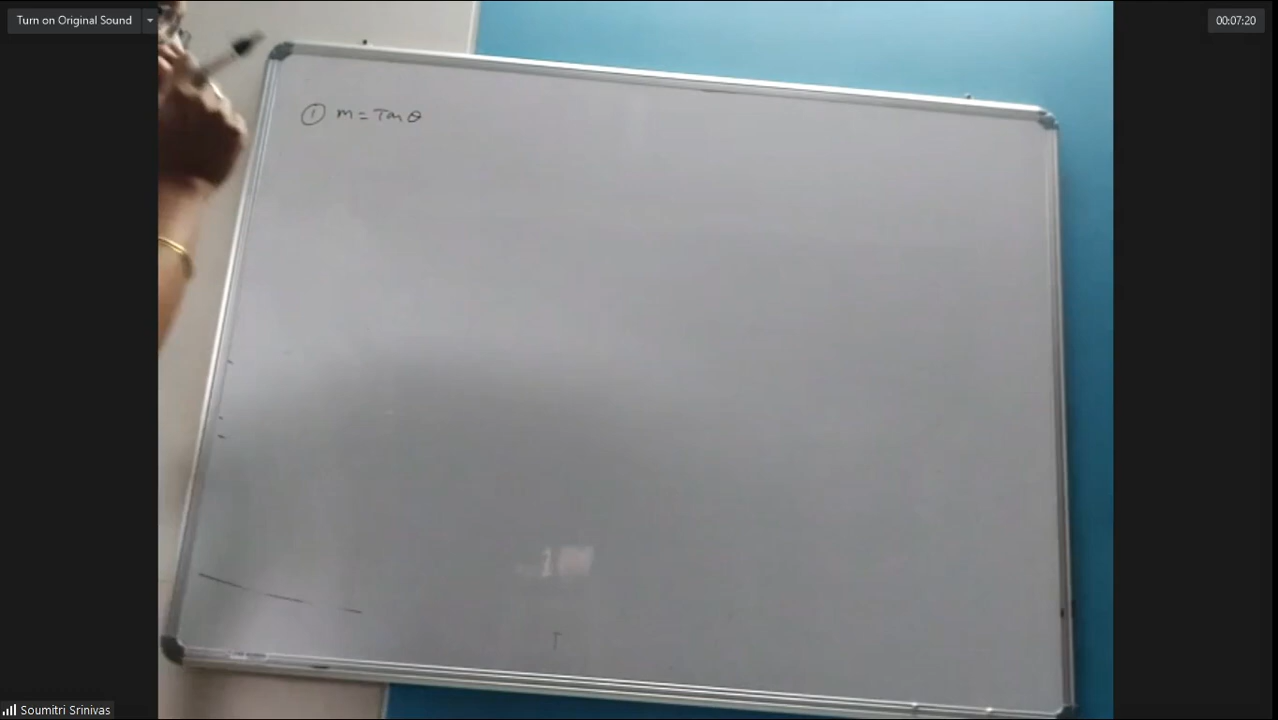 Turn on Original Sound
00:07:20
① m = Tan θ
Soumitri Srinivas